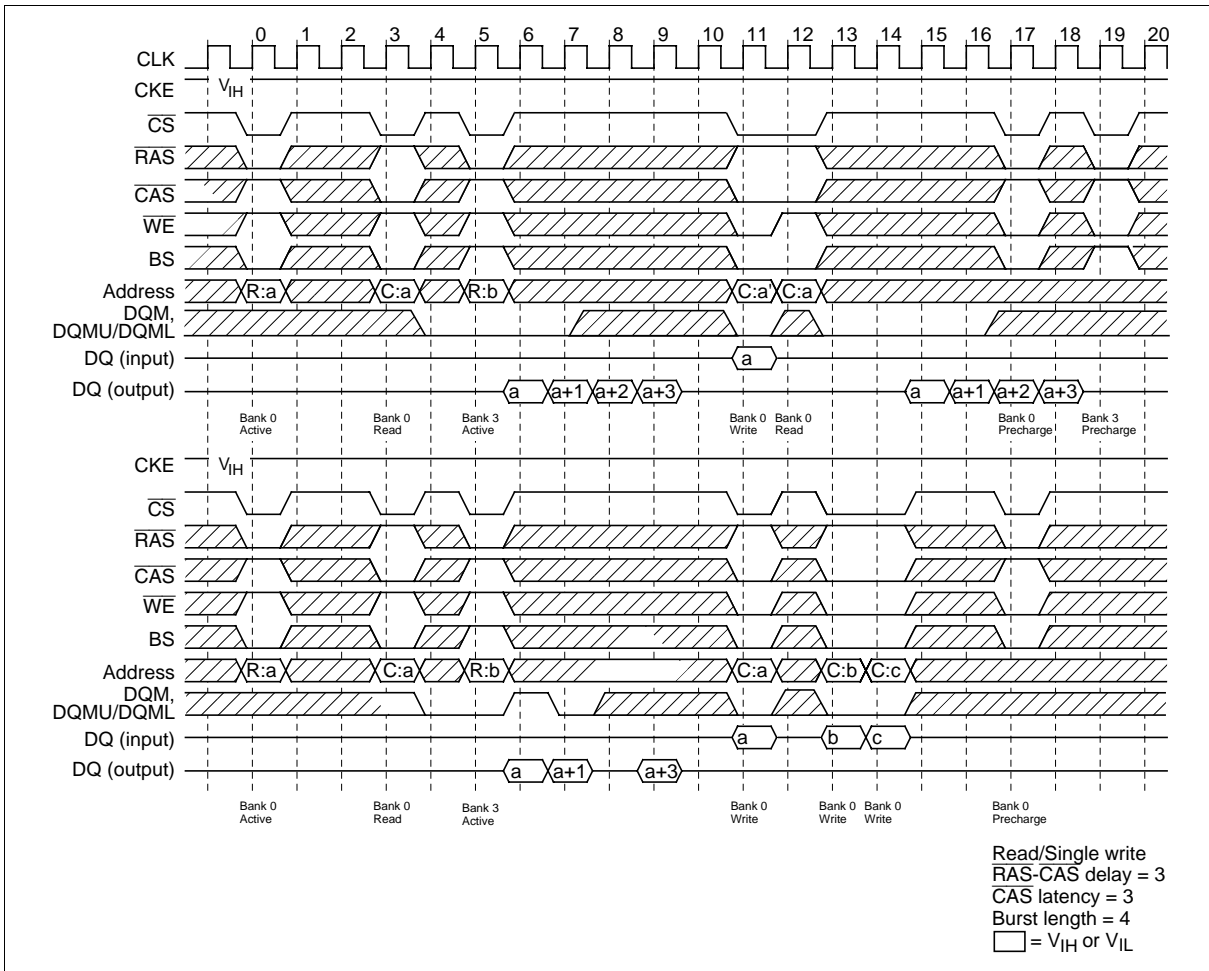 0 1 2 3 4 5 6 7 8 9 10 11 12 13 14 15 16 17 18 19 20
CLK
CKE VIH
CS
RAS
CAS
WE
BS
Address R:a C:a R:b C:a' C:a
DQM,
DQMU/DQML
DQ (input) a
DQ (output) a a+1 a+2 a+3 a a+1 a+2 a+3
Bank 0 Bank 0 Bank 3 Bank 0 Bank 0 Bank 0 Bank 3
Active Read Active Write Read Precharge Precharge
CKE VIH
CS
RAS
CAS
WE
BS
Address R:a C:a R:b C:a C:b C:c
DQM,
DQMU/DQML
DQ (input) a b c
DQ (output) a a+1 a+3
Bank 0 Bank 0 Bank 3 Bank 0 Bank 0 Bank 0 Bank 0
Active Read Active Write Write Write Precharge
Read/Single write
RAS-CAS delay = 3
CAS latency = 3
Burst length = 4
= VIH or VIL